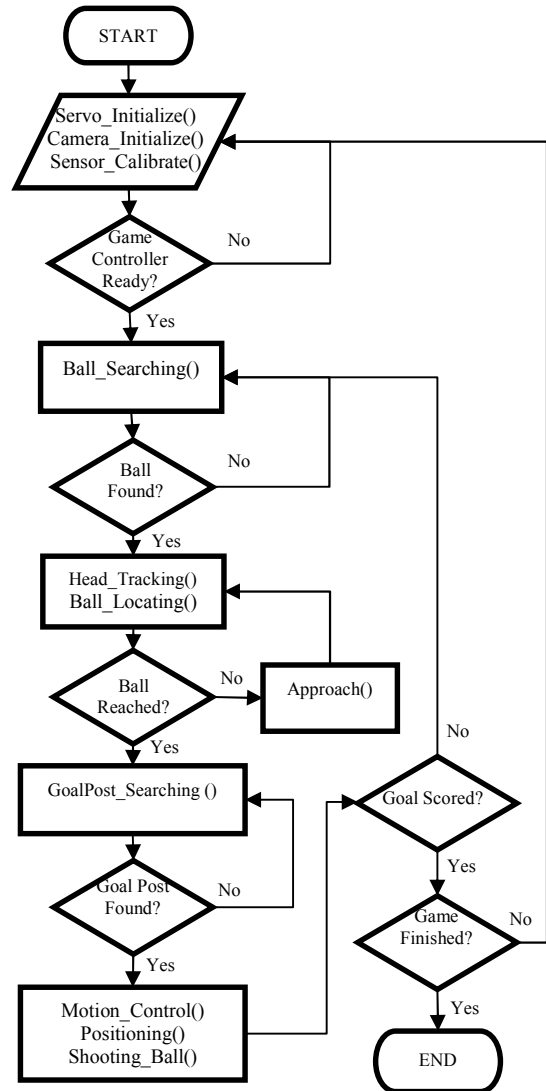 START
Servo_Initialize()
Camera_Initialize()
Sensor_Calibrate()
Game
Controller
Ready?
No
Yes
Ball_Searching()
Ball
Found?
No
Yes
Head_Tracking()
Ball_Locating()
Ball
Reached?
No
Approach()
Yes
GoalPost_Searching ()
Goal Post
Found?
No
Yes
Motion_Control()
Positioning()
Shooting_Ball()
No
Goal Scored?
Yes
Game
Finished?
No
Yes
END